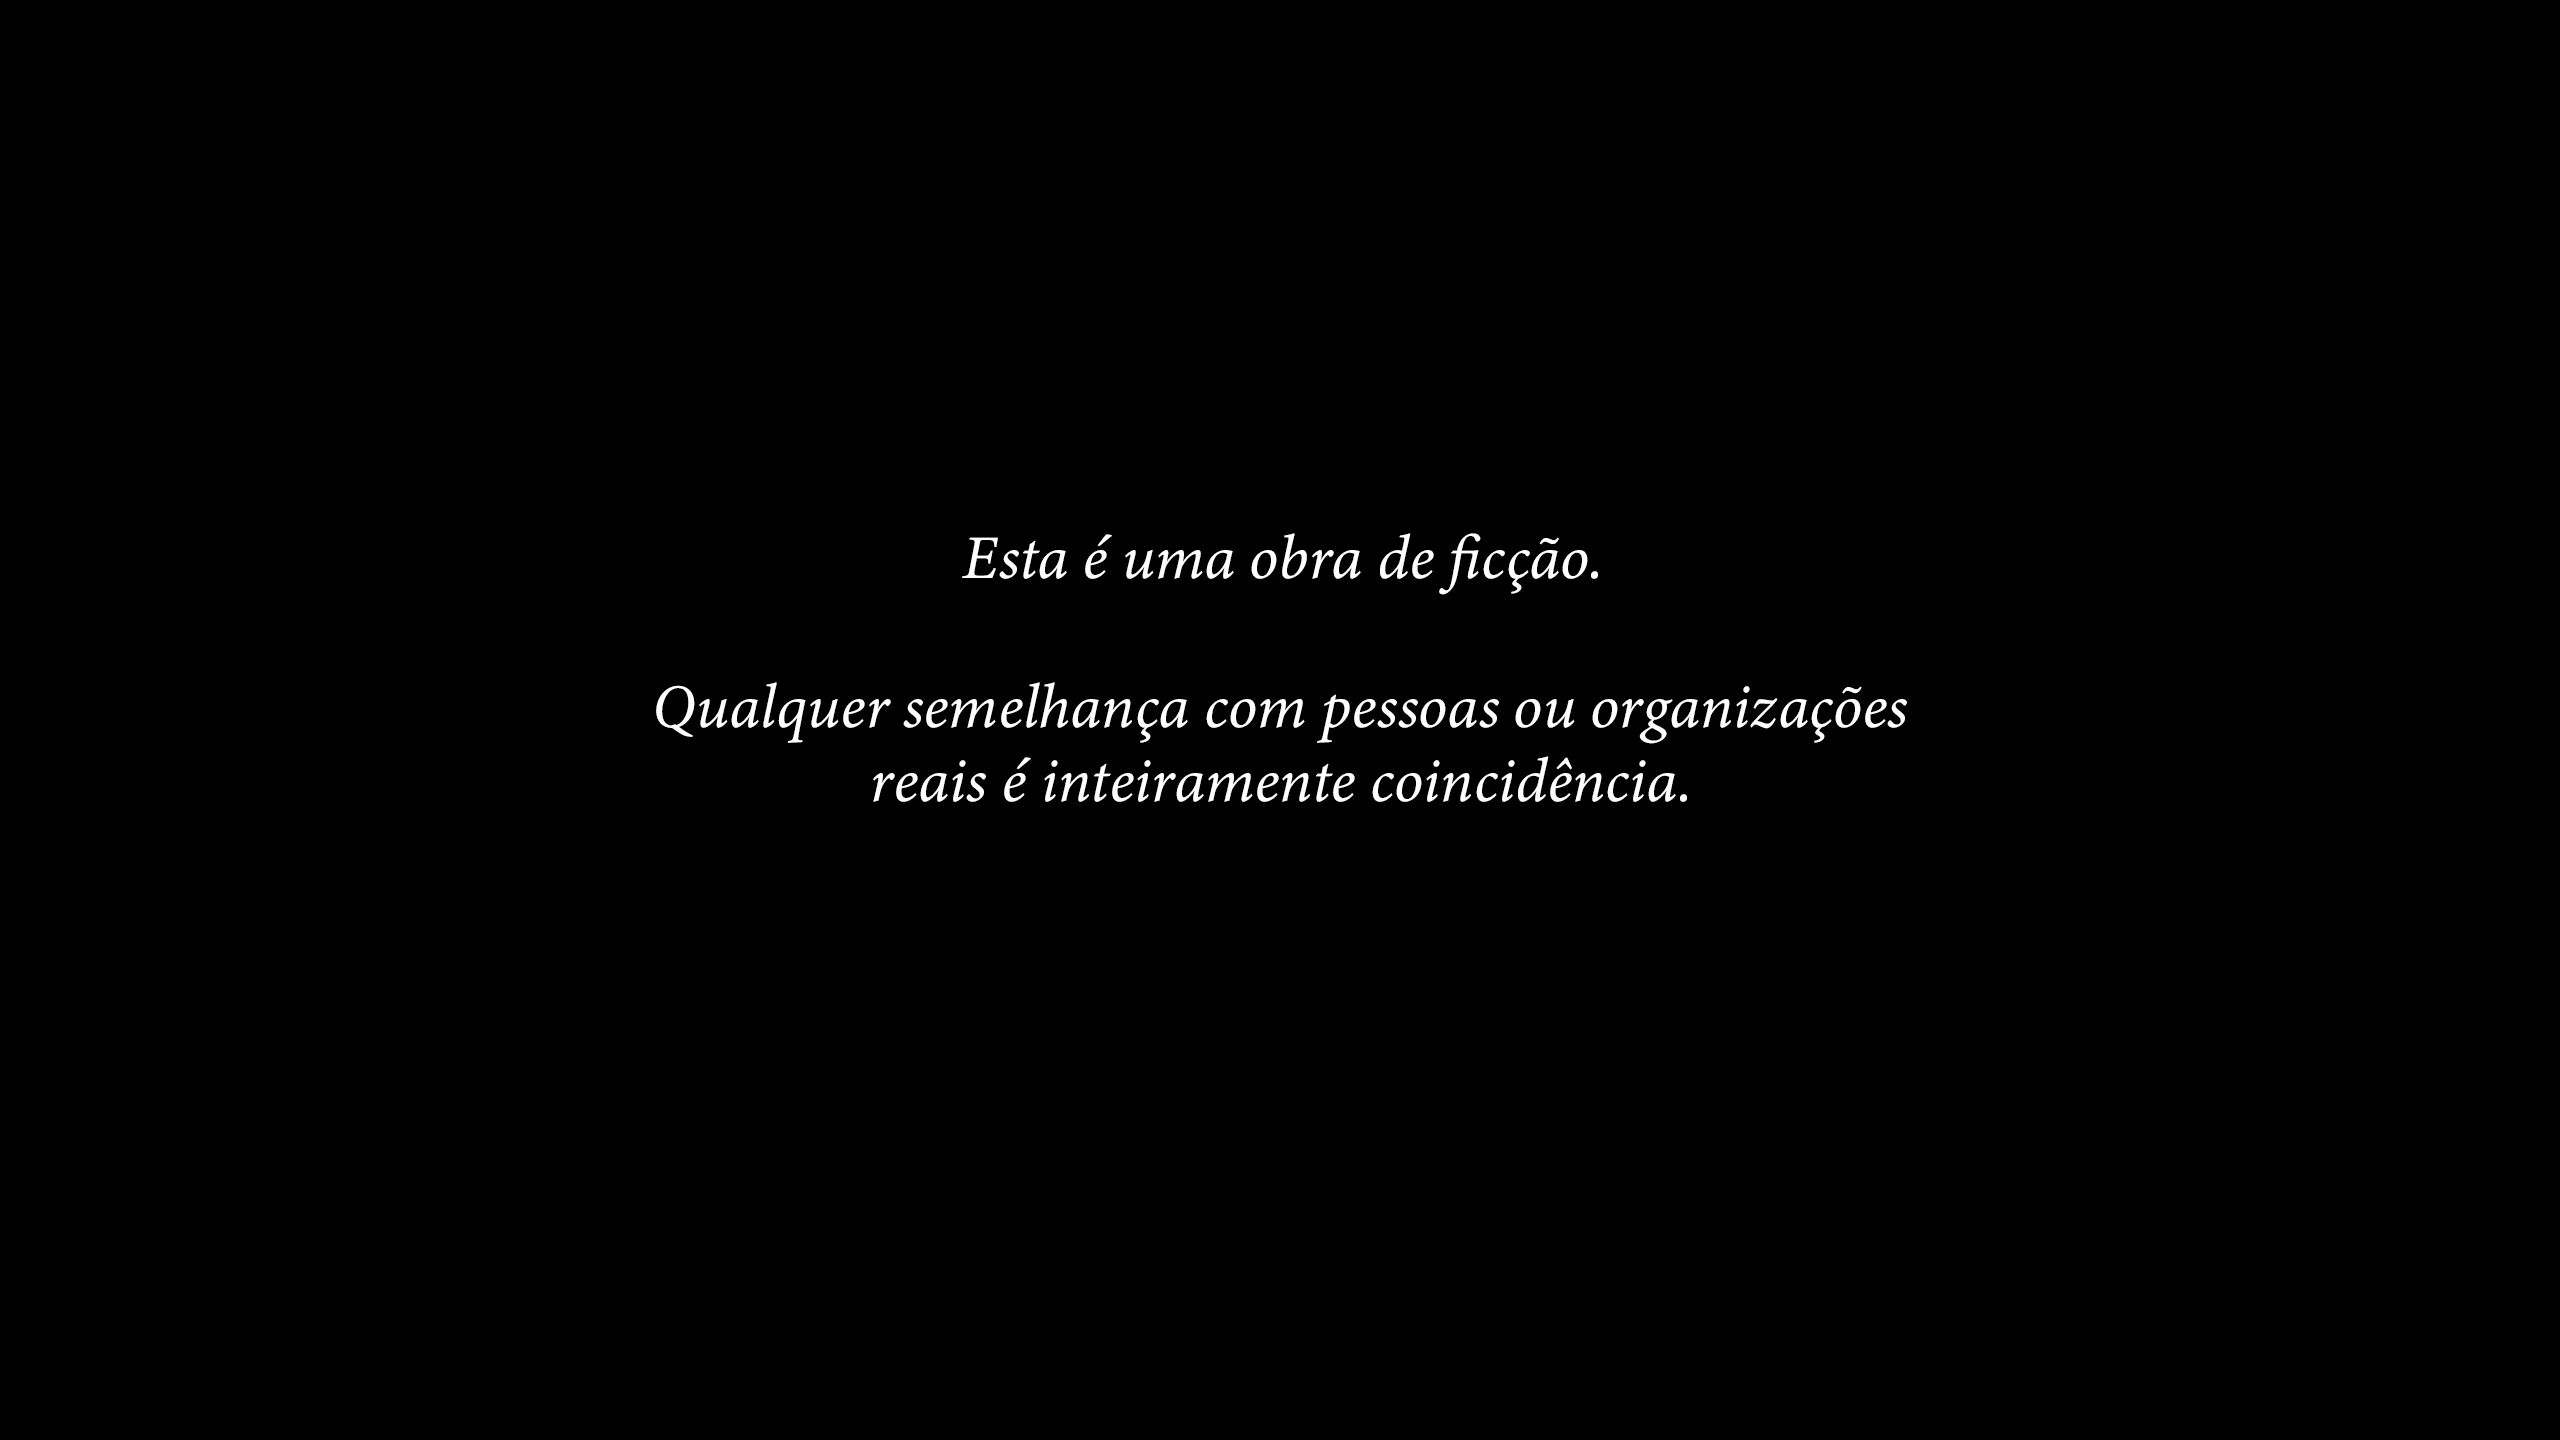 Esta é uma obra de ficção.
Qualquer semelhança com pessoas ou organizações
reais é inteiramente coincidência.